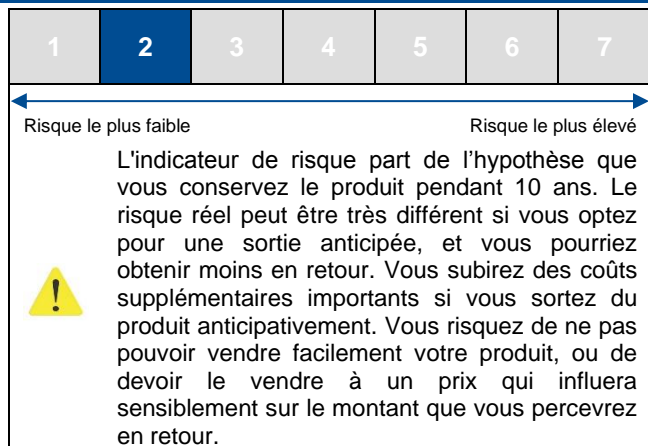 1 2 3 4 5 6 7
Risque le plus faible Risque le plus élevé
L'indicateur de risque part de l’hypothèse que
vous conservez le produit pendant 10 ans. Le
risque réel peut être très différent si vous optez
pour une sortie anticipée, et vous pourriez
obtenir moins en retour. Vous subirez des coûts
supplémentaires importants si vous sortez du
produit anticipativement. Vous risquez de ne pas
pouvoir vendre facilement votre produit, ou de
devoir le vendre à un prix qui influera
sensiblement sur le montant que vous percevrez
en retour.